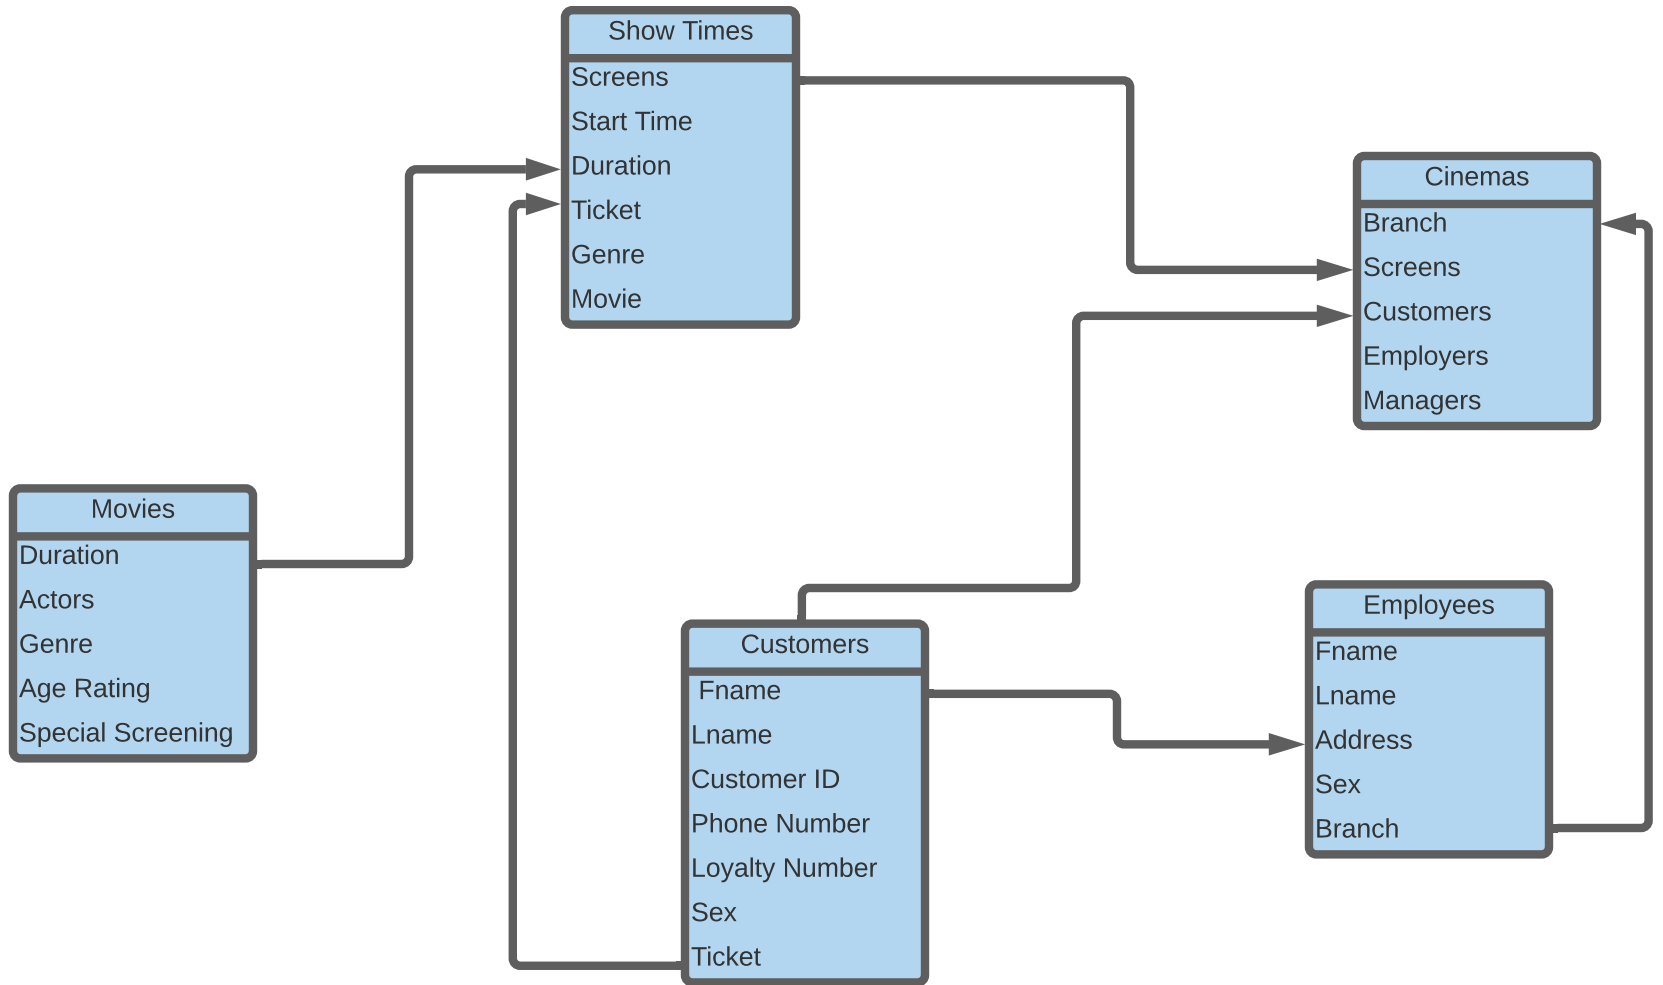 Show Times
Screens
Start Time
Duration
Ticket
Genre
Movie
Cinemas
Branch
Screens
Customers
Employers
Managers
Movies
Duration
Actors
Genre
Age Rating
Special Screening
Customers
Fname
Lname
Customer ID
Phone Number
Loyalty Number
Sex
Ticket
Employees
Fname
Lname
Address
Sex
Branch